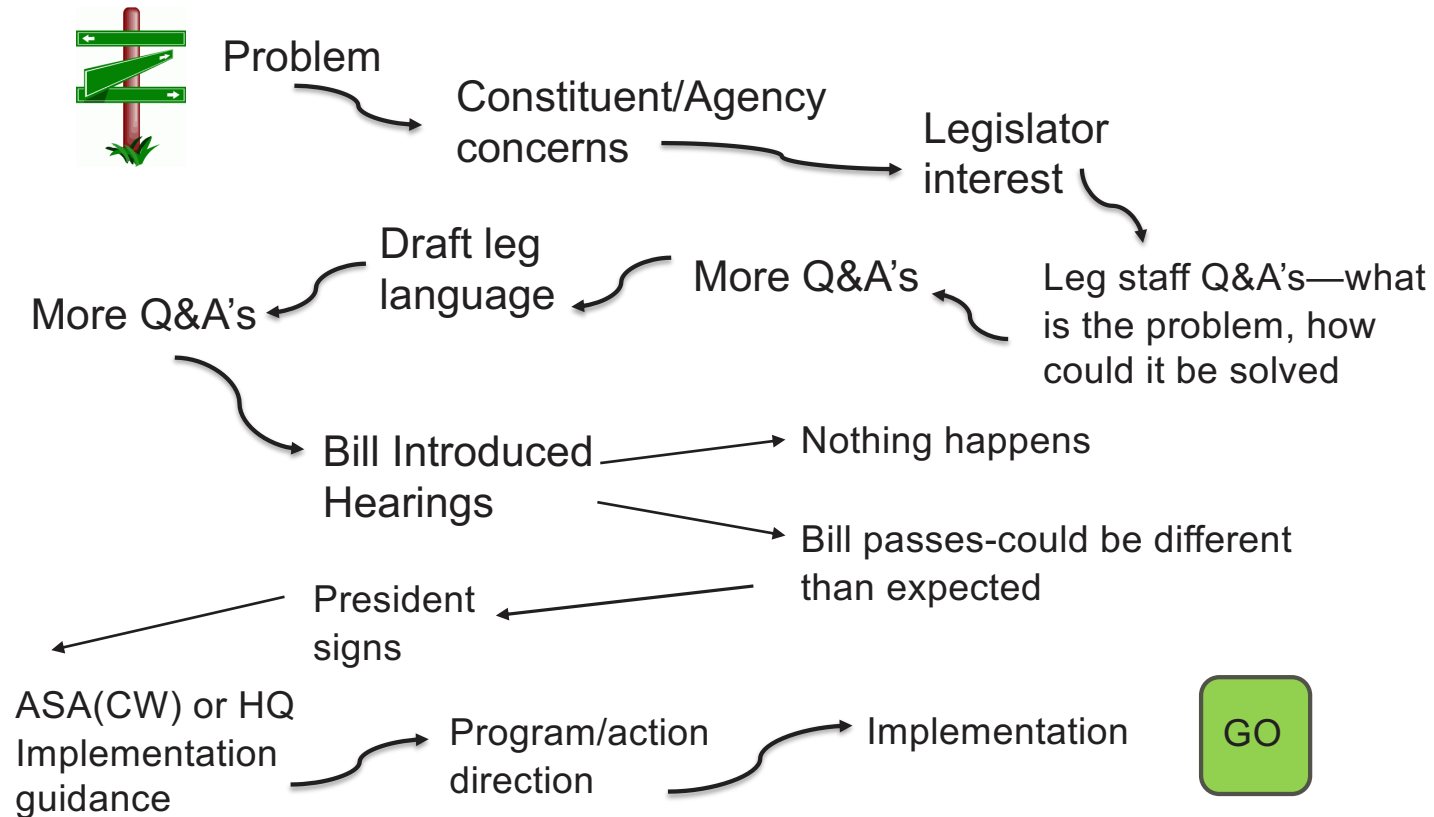 Problem
Constituent/Agency
concerns
Legislator
interest
Leg staff Q&A's—what
is the problem, how
could it be solved
More Q&A's
Draft leg
language
More Q&A's
Bill Introduced
Hearings
Nothing happens
Bill passes-could be different
than expected
President
signs
ASA(CW) or HQ
Implementation
guidance
Program/action
direction
Implementation
GO